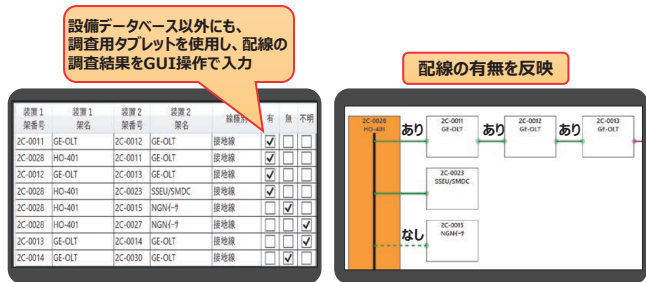 設備データベース以外にも、
調査用タブレットを使用し、配線の
調査結果をGUI操作で入力
配線の有無を反映
装置1 架番号 装置1 架名 装置2 架番号 装置2 架名 線種別 有 無 不明
2C-0011 GE-OLT 2C-0012 GE-OLT 接地線 ✓
2C-0028 HO-401 2C-0011 GE-OLT 接地線 ✓
2C-0012 GE-OLT 2C-0013 GE-OLT 接地線 ✓
2C-0028 HO-401 2C-0023 SSEU/SMDC 接地線 ✓
2C-0028 HO-401 2C-0015 NGNイーサ 接地線 ✓
2C-0028 HO-401 2C-0027 NGNイーサ 接地線 ✓
2C-0013 GE-OLT 2C-0014 GE-OLT 接地線 ✓
2C-0014 GE-OLT 2C-0030 GE-OLT 接地線 ✓
2C-0028
HO-401
あり
2C-0011
GE-OLT
あり
2C-0012
GE-OLT
あり
2C-0013
GE-OLT
2C-0023
SSEU/SMDC
なし
2C-0015
NGNイーサ